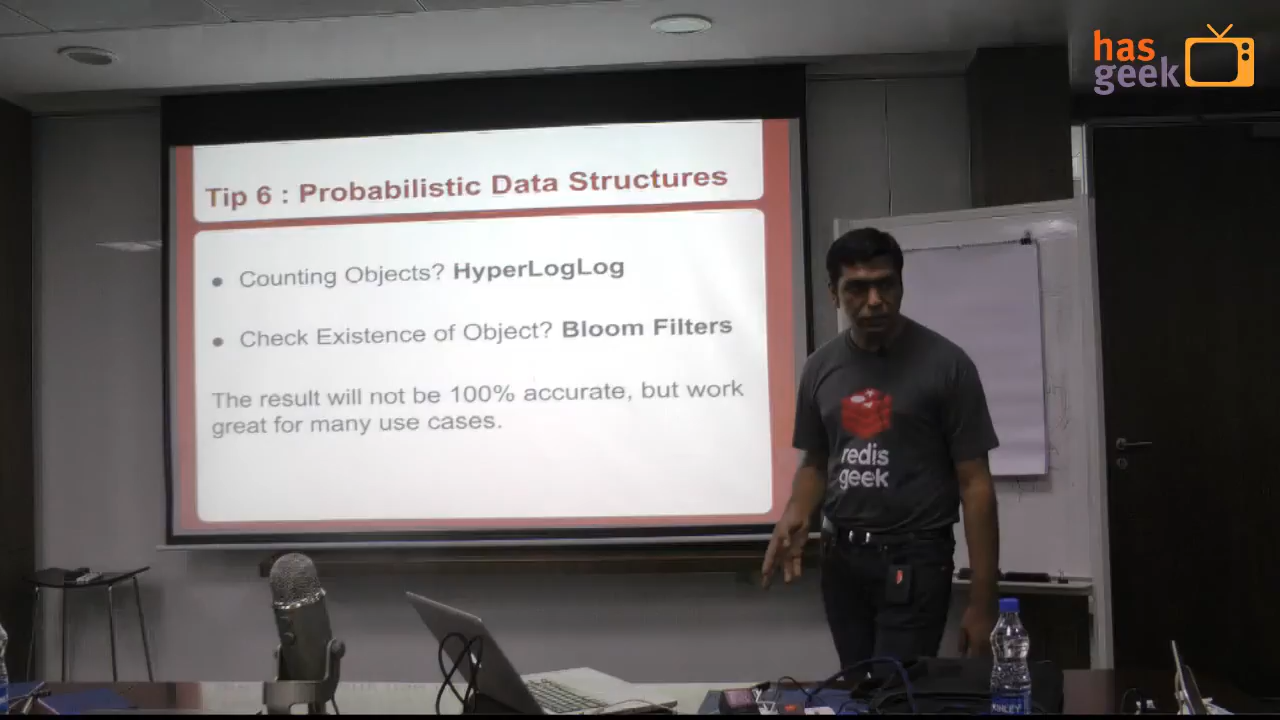 has
geek
Tip 6 : Probabilistic Data Structures
Counting Objects? HyperLogLog
Check Existence of Object? Bloom Filters
The result will not be 100% accurate, but work
great for many use cases.
redis
geek